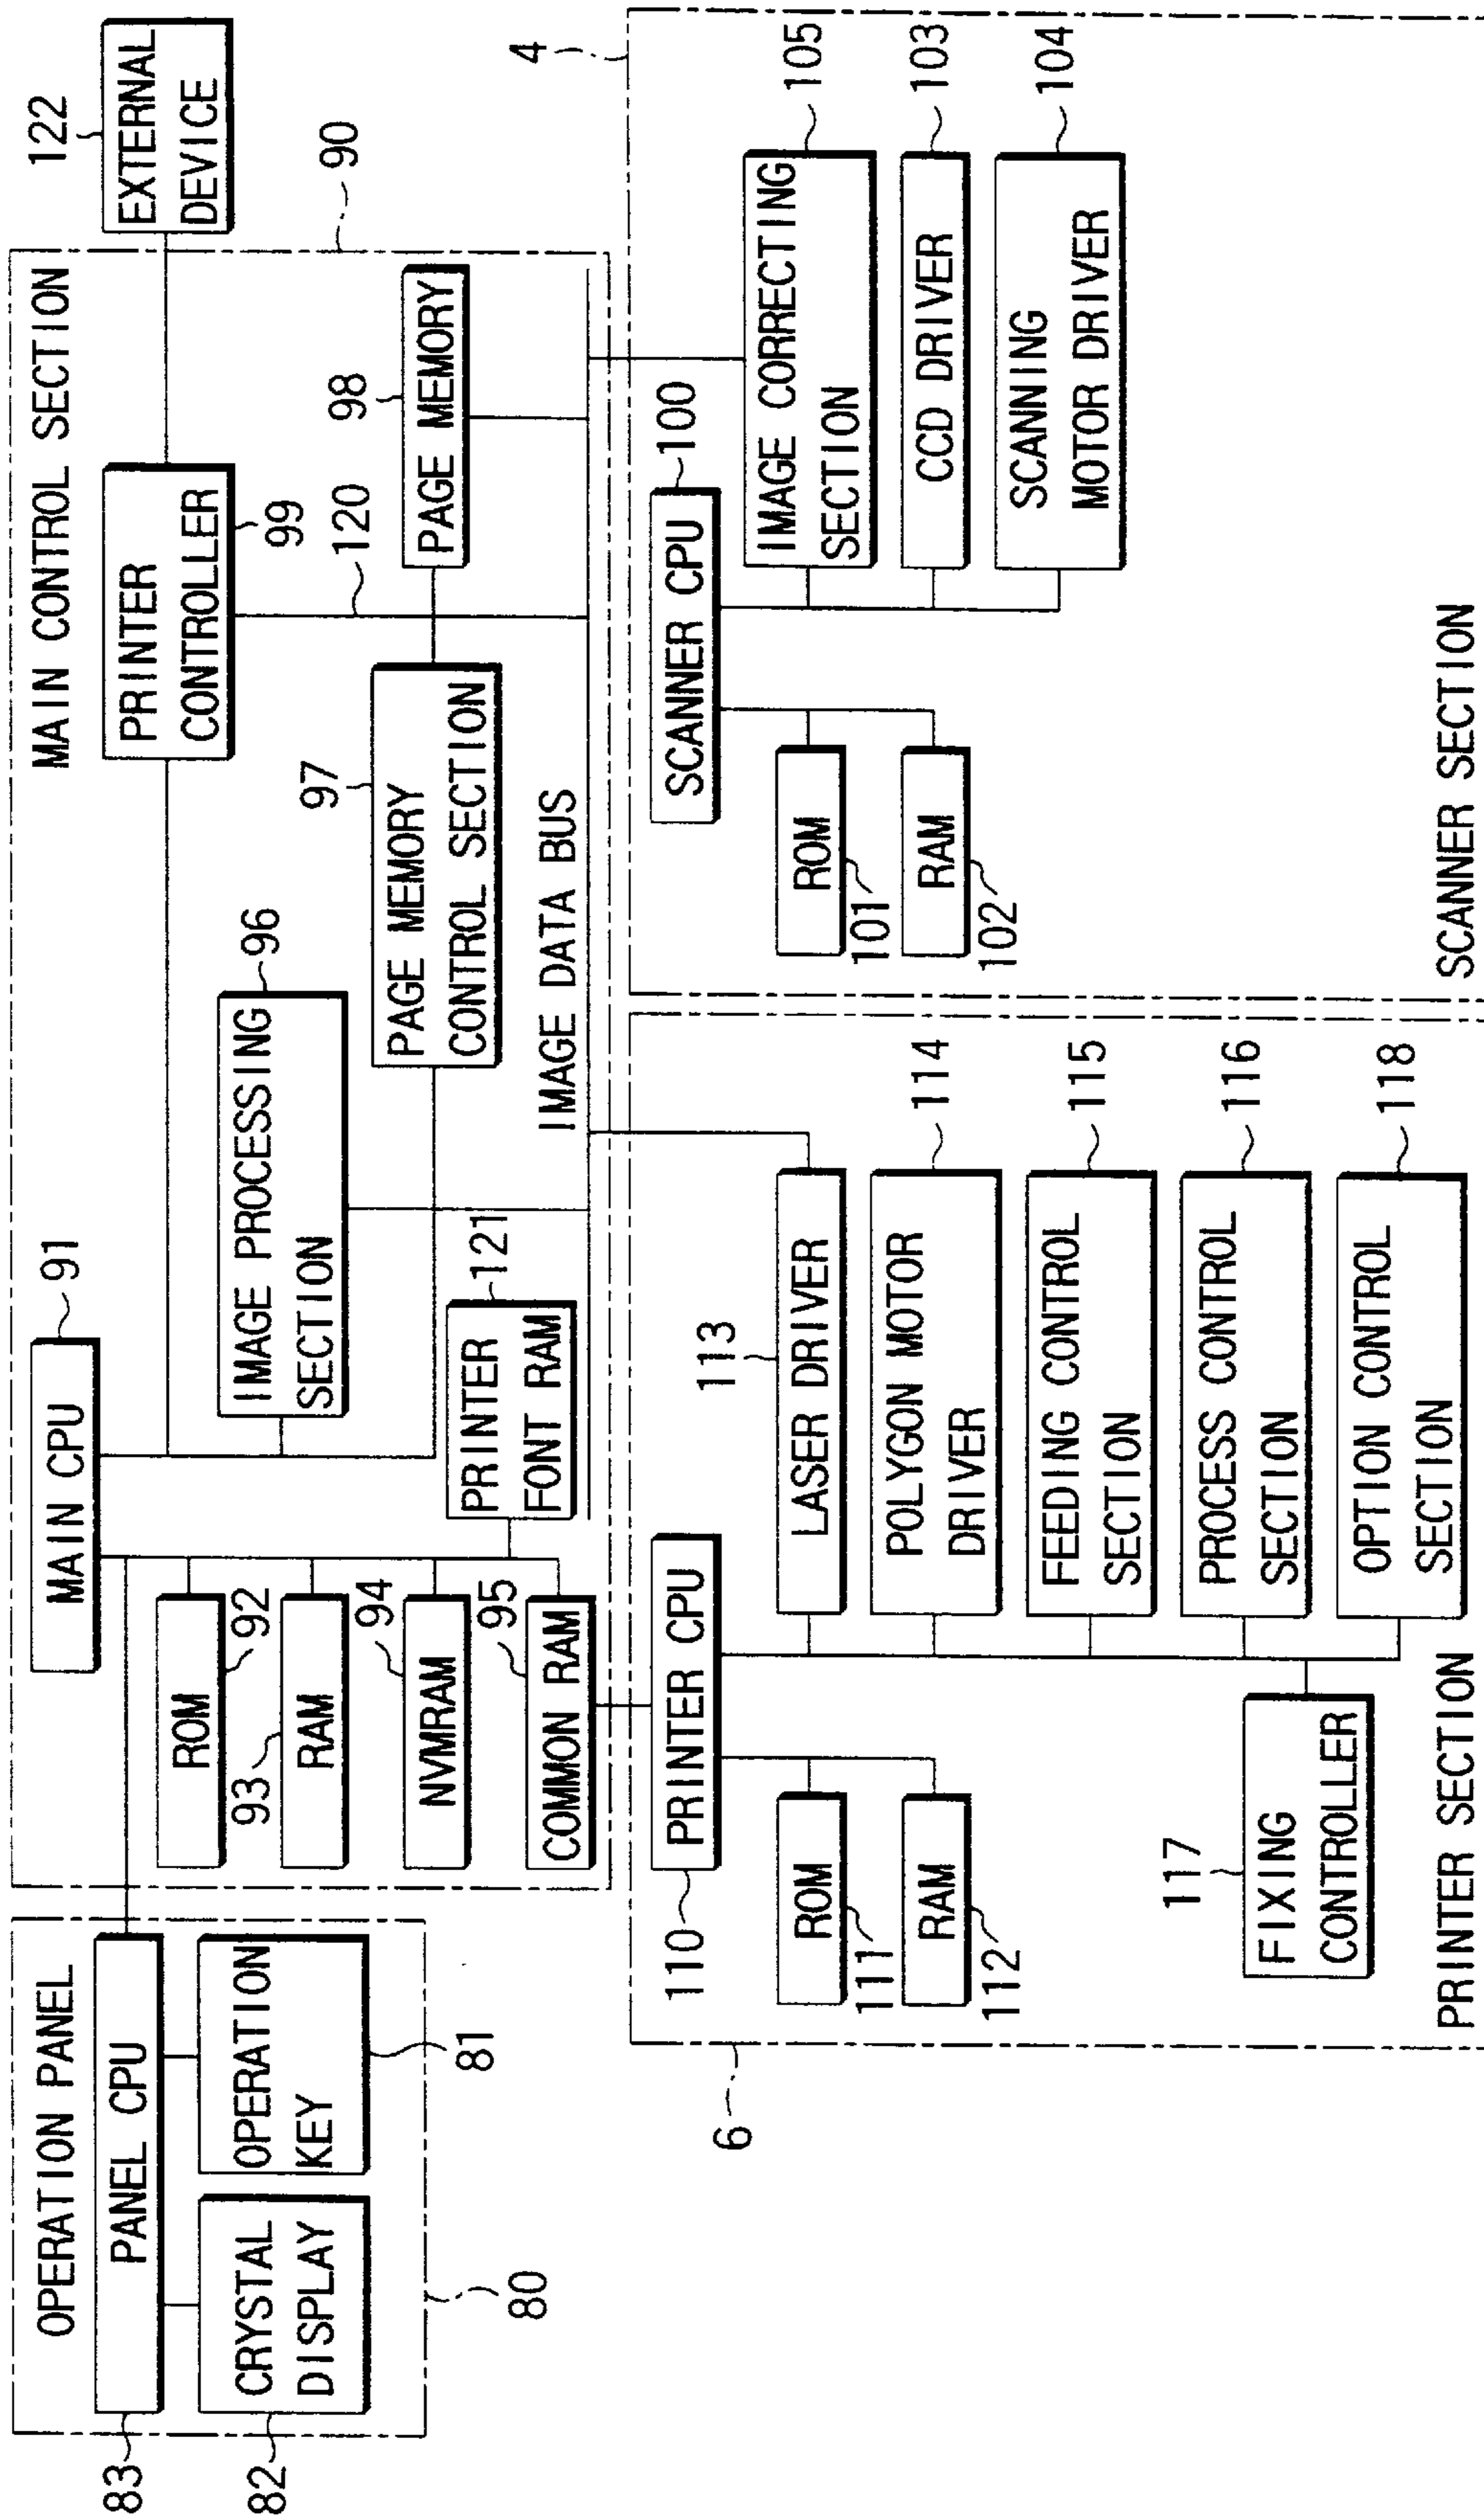 OPERATION PANEL
PANEL CPU
83
CRYSTAL
DISPLAY
82
OPERATION
KEY
81
80
MAIN CONTROL SECTION
90
MAIN CPU
91
ROM
92
RAM
93
NVMRAM
94
COMMON RAM
95
IMAGE PROCESSING
SECTION
96
PAGE MEMORY
CONTROL SECTION
97
PAGE MEMORY
98
PRINTER
CONTROLLER
99
120
PRINTER
FONT RAM
121
IMAGE DATA BUS
EXTERNAL
DEVICE
122
6
PRINTER CPU
110
ROM
111
RAM
112
LASER DRIVER
113
POLYGON MOTOR
DRIVER
114
FEEDING CONTROL
SECTION
115
PROCESS CONTROL
SECTION
116
FIXING
CONTROLLER
117
OPTION CONTROL
SECTION
118
PRINTER SECTION
4
SCANNER CPU
100
ROM
101
RAM
102
IMAGE CORRECTING
SECTION
105
CCD DRIVER
103
SCANNING
MOTOR DRIVER
104
SCANNER SECTION